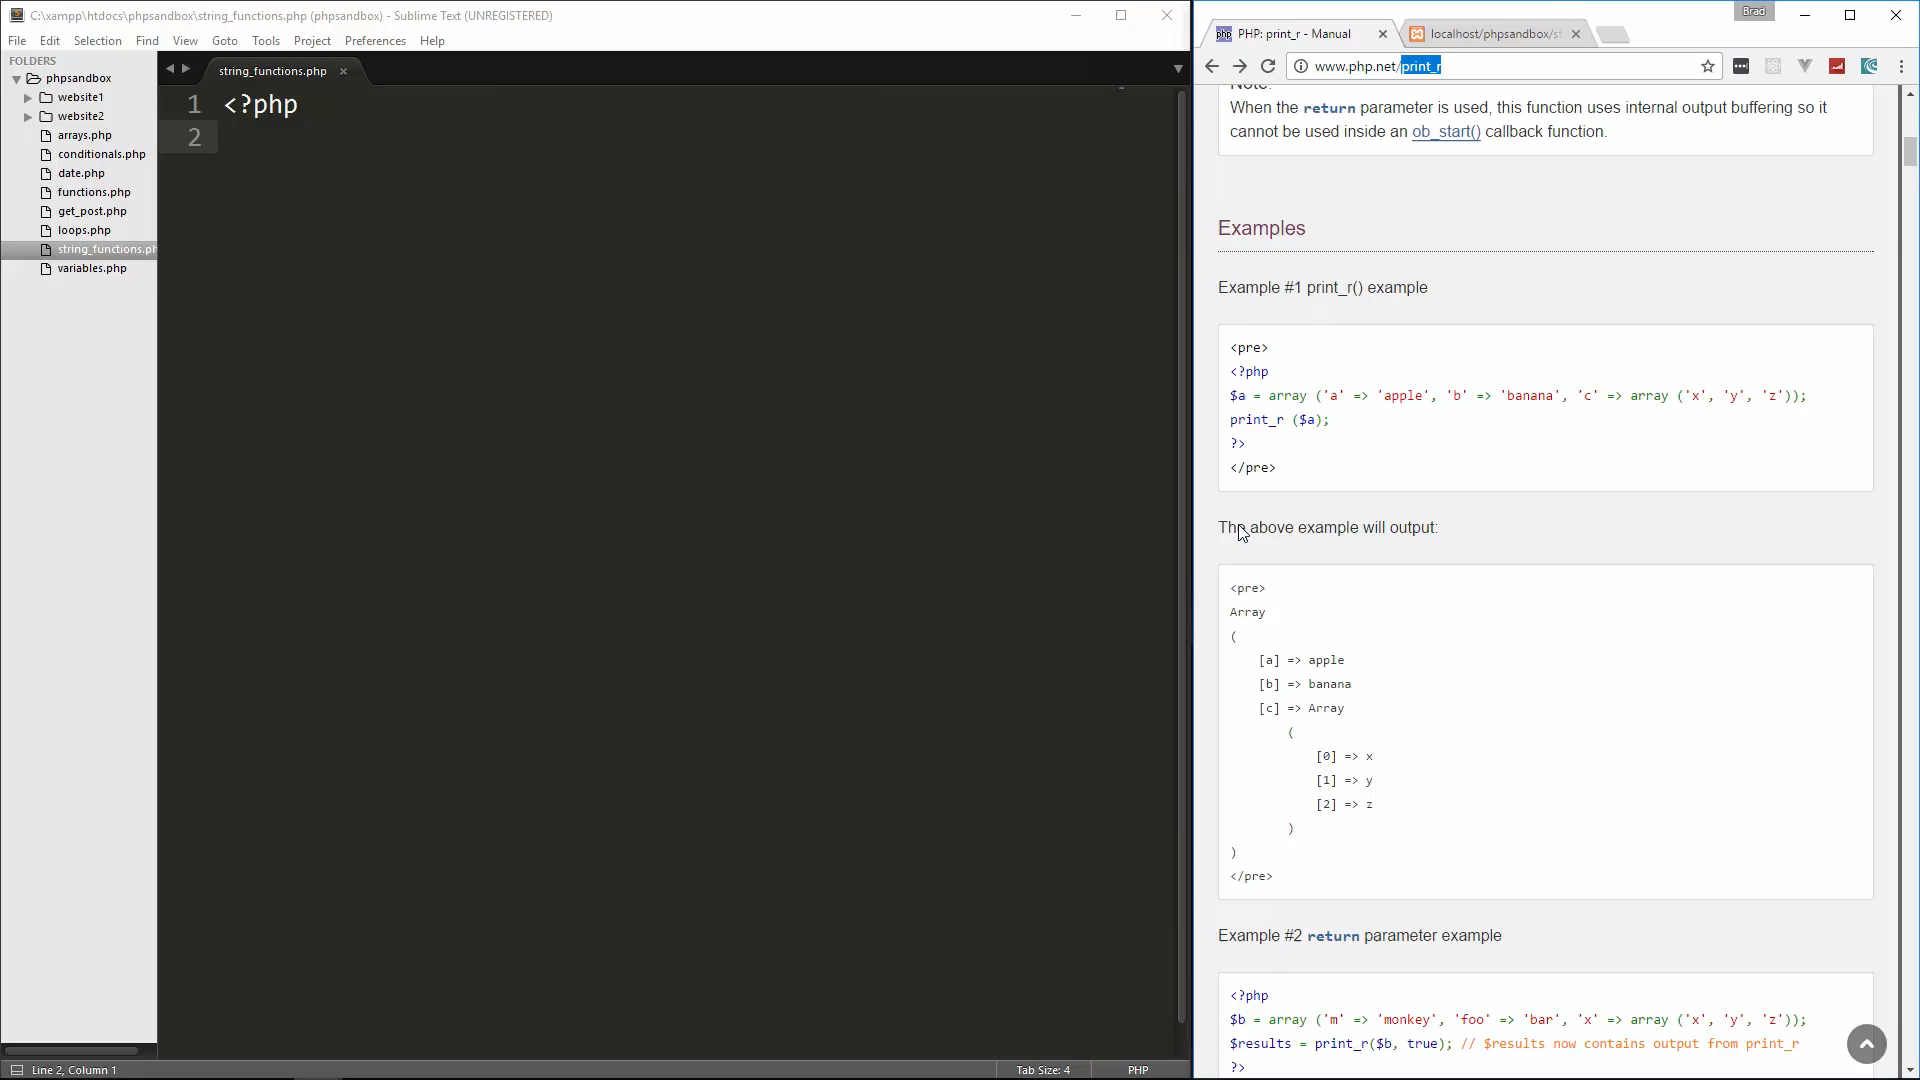 C:\xampp\htdocs\phpsandbox\string_functions.php (phpsandbox) - Sublime Text (UNREGISTERED)
File Edit Selection Find View Goto Tools Project Preferences Help
FOLDERS
phpsandbox
website1
website2
arrays.php
conditionals.php
date.php
functions.php
get_post.php
loops.php
string_functions.ph
variables.php
string_functions.php
1 <?php
2
Line 2, Column 1
Tab Size: 4
PHP
Brad
PHP: print_r - Manual
localhost/phpsandbox/st
www.php.net/print_r
Note:
When the return parameter is used, this function uses internal output buffering so it
cannot be used inside an ob_start() callback function.
Examples
Example #1 print_r() example
<pre>
<?php
$a = array ('a' => 'apple', 'b' => 'banana', 'c' => array ('x', 'y', 'z'));
print_r ($a);
?>
</pre>
The above example will output:
<pre>
Array
(
[a] => apple
[b] => banana
[c] => Array
(
[0] => x
[1] => y
[2] => z
)
)
</pre>
Example #2 return parameter example
<?php
$b = array ('m' => 'monkey', 'foo' => 'bar', 'x' => array ('x', 'y', 'z'));
$results = print_r($b, true); // $results now contains output from print_r
?>